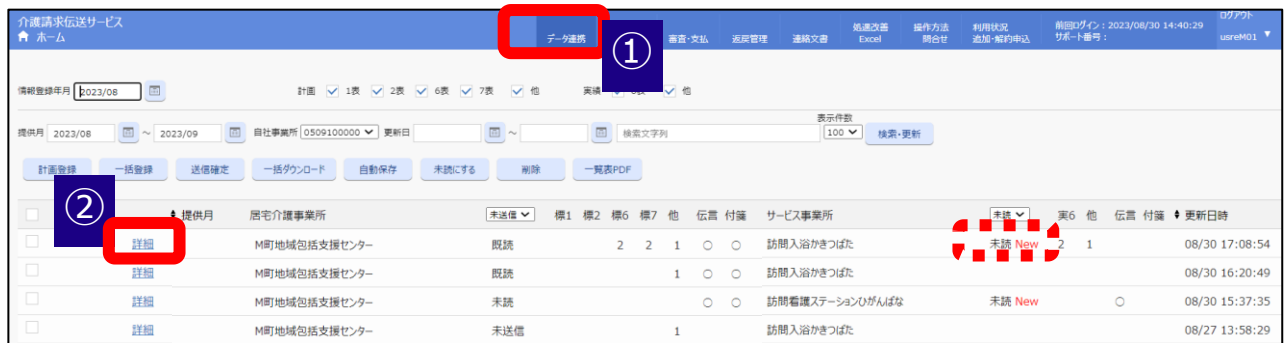 介護請求伝送サービス
ホーム
データ連携
審査・支払
返戻管理
連絡文書
処遇改善
Excel
操作方法
問合せ
利用状況
追加・解約申込
前回ログイン：2023/08/30 14:40:29
サポート番号：
ログアウト
usreM01 ▼
①
情報登録年月 2023/08 計画 1表 2表 6表 7表 他 実績 他
提供月 2023/08 ～ 2023/09 自社事業所 0509100000 更新日 ～ 検索文字列 表示件数 100 検索・更新
計画登録 一括登録 送信確定 一括ダウンロード 自動保存 未読にする 削除 一覧表PDF
②
提供月 居宅介護事業所 未送信 標1 標2 標6 標7 他 伝言 付箋 サービス事業所 未読 実6 他 伝言 付箋 更新日時
詳細 M町地域包括支援センター 既読 2 2 1 ○ ○ 訪問入浴かきつばた 未読 New 2 1 08/30 17:08:54
詳細 M町地域包括支援センター 既読 1 ○ ○ 訪問入浴かきつばた 08/30 16:20:49
詳細 M町地域包括支援センター 未読 ○ ○ 訪問看護ステーションひがんばな 未読 New ○ 08/30 15:37:35
詳細 M町地域包括支援センター 未送信 1 訪問入浴かきつばた 08/27 13:58:29